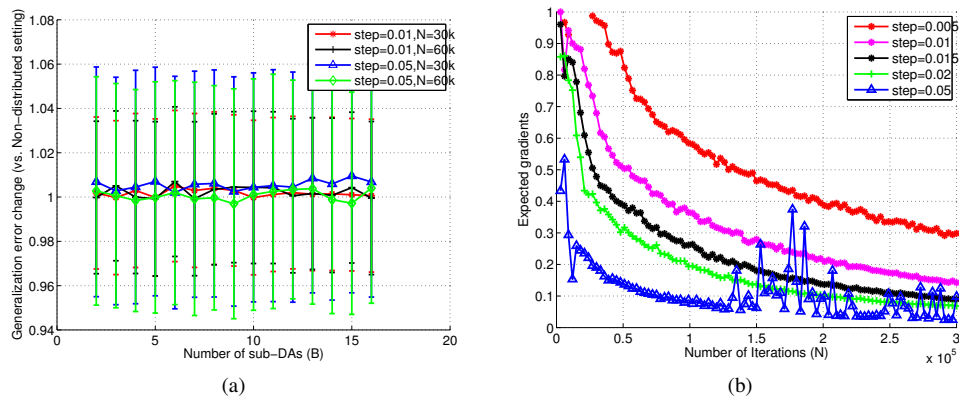 Generalization error change (vs. Non−distributed setting)
1.1
1.08
1.06
1.04
1.02
1
0.98
0.96
0.94
0
5
10
15
20
Number of sub−DAs (B)
step=0.01,N=30k
step=0.01,N=60k
step=0.05,N=30k
step=0.05,N=60k
(a)
Expected gradients
1
0.9
0.8
0.7
0.6
0.5
0.4
0.3
0.2
0.1
0
0
0.5
1
1.5
2
2.5
3
x 10⁵
Number of Iterations (N)
step=0.005
step=0.01
step=0.015
step=0.02
step=0.05
(b)